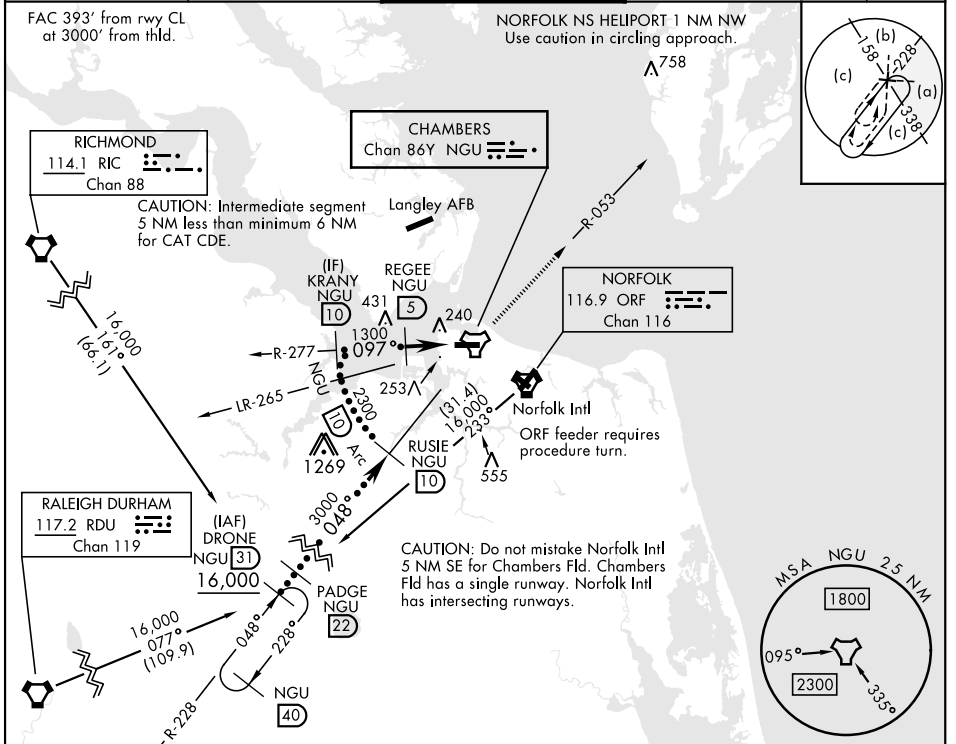 FAC 393' from rwy CL
at 3000' from thld.
NORFOLK NS HELIPORT 1 NM NW
Use caution in circling approach.
758
158
(b)
228
(c)
(a)
338
(c)
RICHMOND
114.1 RIC
Chan 88
CHAMBERS
Chan 86Y NGU
CAUTION: Intermediate segment
5 NM less than minimum 6 NM
for CAT CDE.
Langley AFB
R-053
(IF)
KRANY
NGU
10
REGEE
NGU
5
431
240
NORFOLK
116.9 ORF
Chan 116
16,000
161°
(66.1)
1300
097°
R-277
LR-265
253
NGU
10
Arc
2300
(31.4)
16,000
233°
Norfolk Intl
ORF feeder requires
procedure turn.
1269
RUSIE
NGU
10
555
RALEIGH DURHAM
117.2 RDU
Chan 119
(IAF)
DRONE
NGU 31
16,000
3000
048°
CAUTION: Do not mistake Norfolk Intl
5 NM SE for Chambers Fld. Chambers
Fld has a single runway. Norfolk Intl
has intersecting runways.
PADGE
NGU
22
16,000
077°
(109.9)
048°
228°
NGU
40
R-228
MSA NGU 25 NM
1800
095°
2300
335°